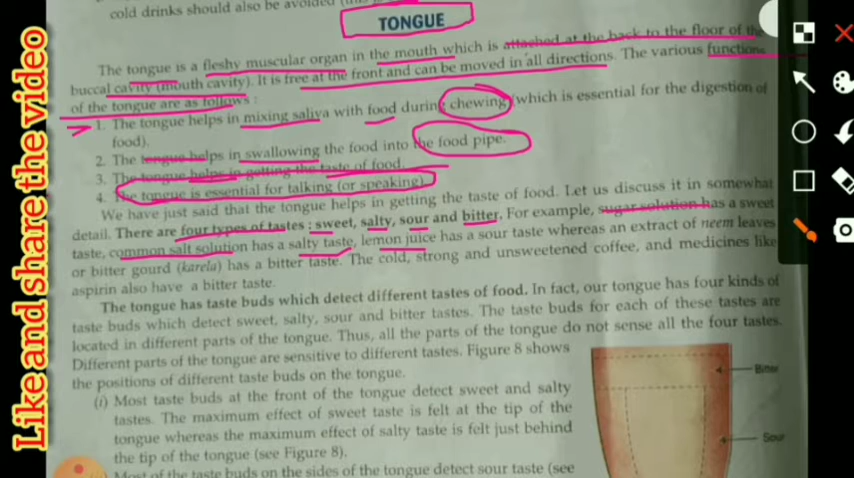 cold drinks should also be avoided
TONGUE
The tongue is a fleshy muscular organ in the mouth which is attached at the back to the floor of the
buccal cavity (mouth cavity). It is free at the front and can be moved in all directions. The various functions
of the tongue are as follows :
1. The tongue helps in mixing saliva with food during chewing (which is essential for the digestion of
food).
2. The tongue helps in swallowing the food into the food pipe.
3. The tongue helps in getting the taste of food.
4. The tongue is essential for talking (or speaking).
We have just said that the tongue helps in getting the taste of food. Let us discuss it in somewhat
detail. There are four types of tastes : sweet, salty, sour and bitter. For example, sugar solution has a sweet
taste, common salt solution has a salty taste, lemon juice has a sour taste whereas an extract of neem leaves
or bitter gourd (karela) has a bitter taste. The cold, strong and unsweetened coffee, and medicines like
aspirin also have a bitter taste.
The tongue has taste buds which detect different tastes of food. In fact, our tongue has four kinds of
taste buds which detect sweet, salty, sour and bitter tastes. The taste buds for each of these tastes are
located in different parts of the tongue. Thus, all the parts of the tongue do not sense all the four tastes.
Different parts of the tongue are sensitive to different tastes. Figure 8 shows
the positions of different taste buds on the tongue.
(i) Most taste buds at the front of the tongue detect sweet and salty
tastes. The maximum effect of sweet taste is felt at the tip of the
tongue whereas the maximum effect of salty taste is felt just behind
the tip of the tongue (see Figure 8).
Most of the taste buds on the sides of the tongue detect sour taste (see
Bitter
Sour
Like and share the video